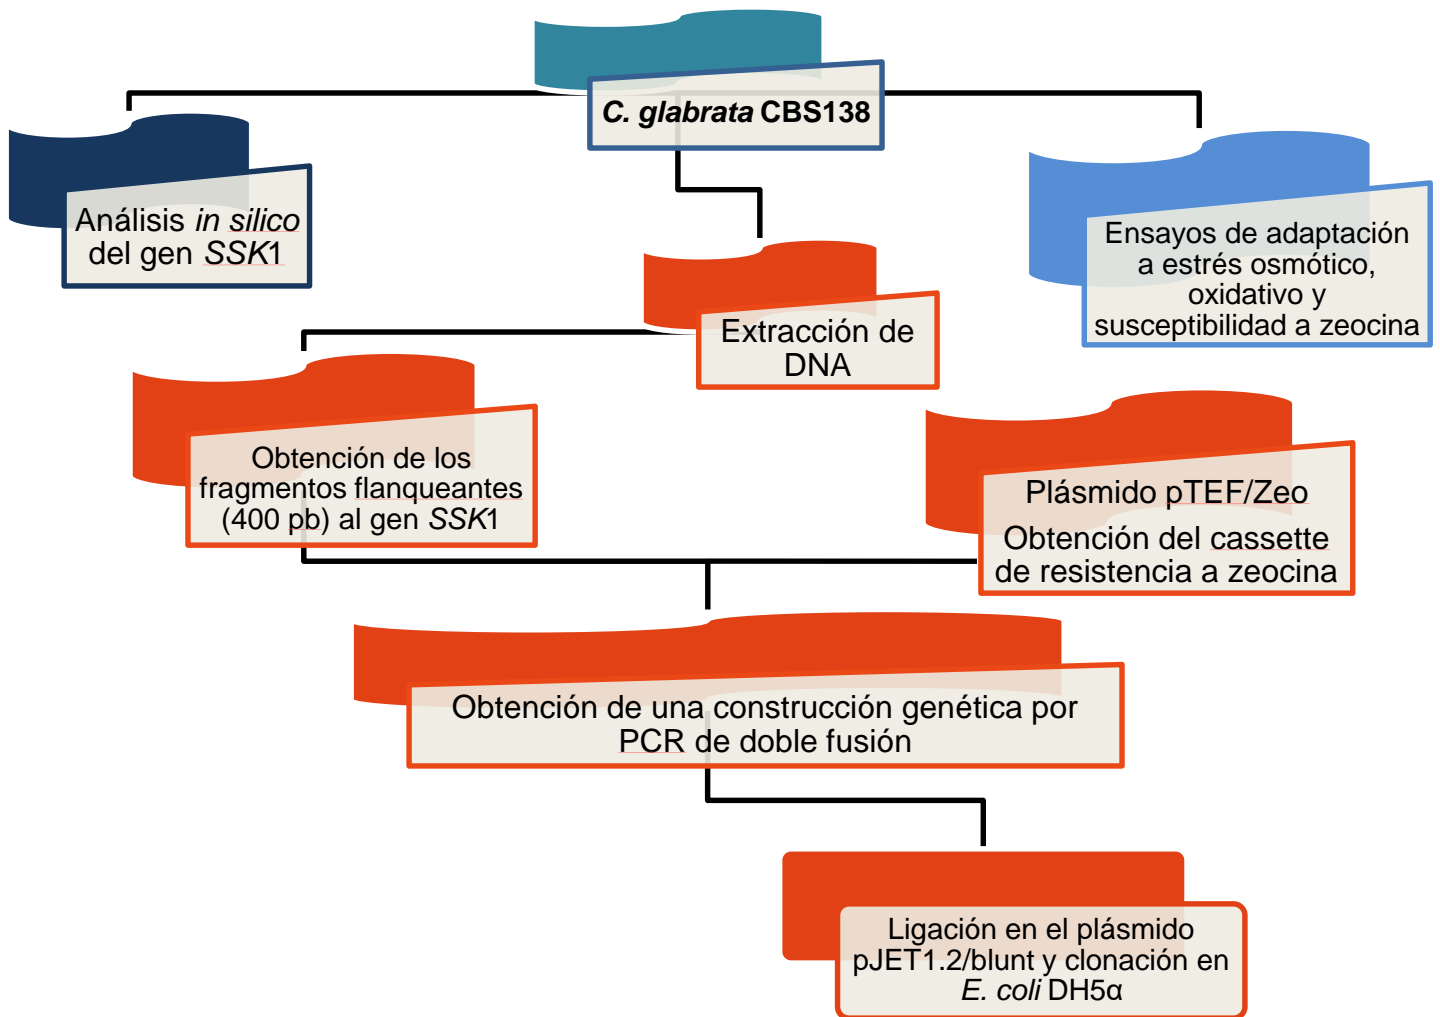 C. glabrata CBS138
Análisis in silico
del gen SSK1
Ensayos de adaptación
a estrés osmótico,
oxidativo y
susceptibilidad a zeocina
Extracción de
DNA
Obtención de los
fragmentos flanqueantes
(400 pb) al gen SSK1
Plásmido pTEF/Zeo
Obtención del cassette
de resistencia a zeocina
Obtención de una construcción genética por
PCR de doble fusión
Ligación en el plásmido
pJET1.2/blunt y clonación en
E. coli DH5α